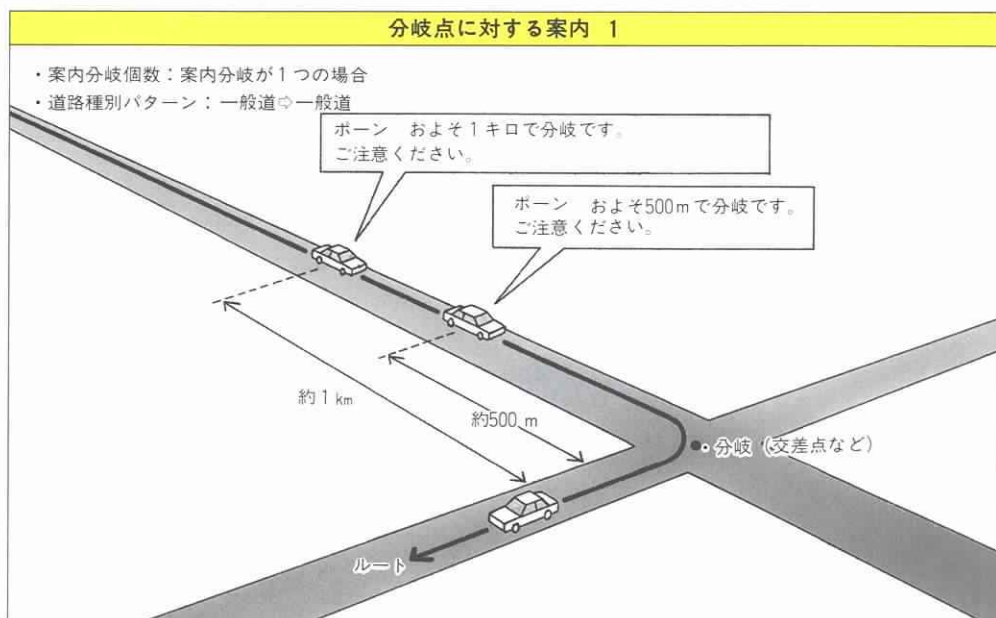 分岐点に対する案内 1
・案内分岐個数：案内分岐が1つの場合
・道路種別パターン：一般道⇨一般道
ポーン　およそ1キロで分岐です。
ご注意ください。
ポーン　およそ500mで分岐です。
ご注意ください。
約1km
約500m
・分岐（交差点など）
ルート